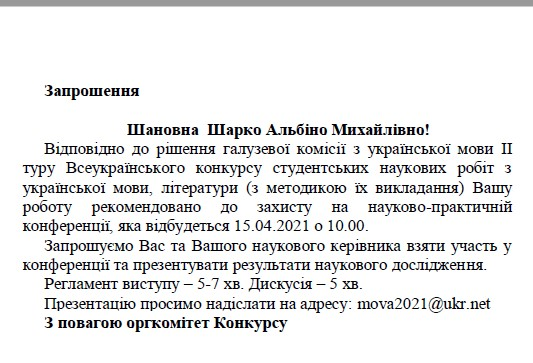 Запрошення
Шановна Шарко Альбіно Михайлівно!
Відповідно до рішення галузевої комісії з української мови ІІ
туру Всеукраїнського конкурсу студентських наукових робіт з
української мови, літератури (з методикою їх викладання) Вашу
роботу рекомендовано до захисту на науково-практичній
конференції, яка відбудеться 15.04.2021 о 10.00.
Запрошуємо Вас та Вашого наукового керівника взяти участь у
конференції та презентувати результати наукового дослідження.
Регламент виступу – 5-7 хв. Дискусія – 5 хв.
Презентацію просимо надіслати на адресу: mova2021@ukr.net
З повагою оргкомітет Конкурсу